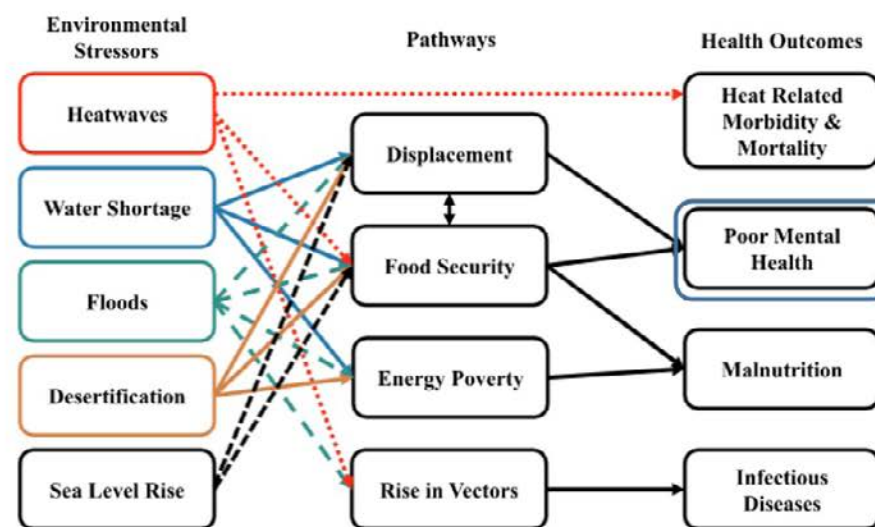 Environmental
Stressors
Pathways
Health Outcomes
Heatwaves
Heat Related
Morbidity &
Mortality
Displacement
Water Shortage
Poor Mental
Health
Food Security
Floods
Energy Poverty
Malnutrition
Desertification
Sea Level Rise
Rise in Vectors
Infectious
Diseases